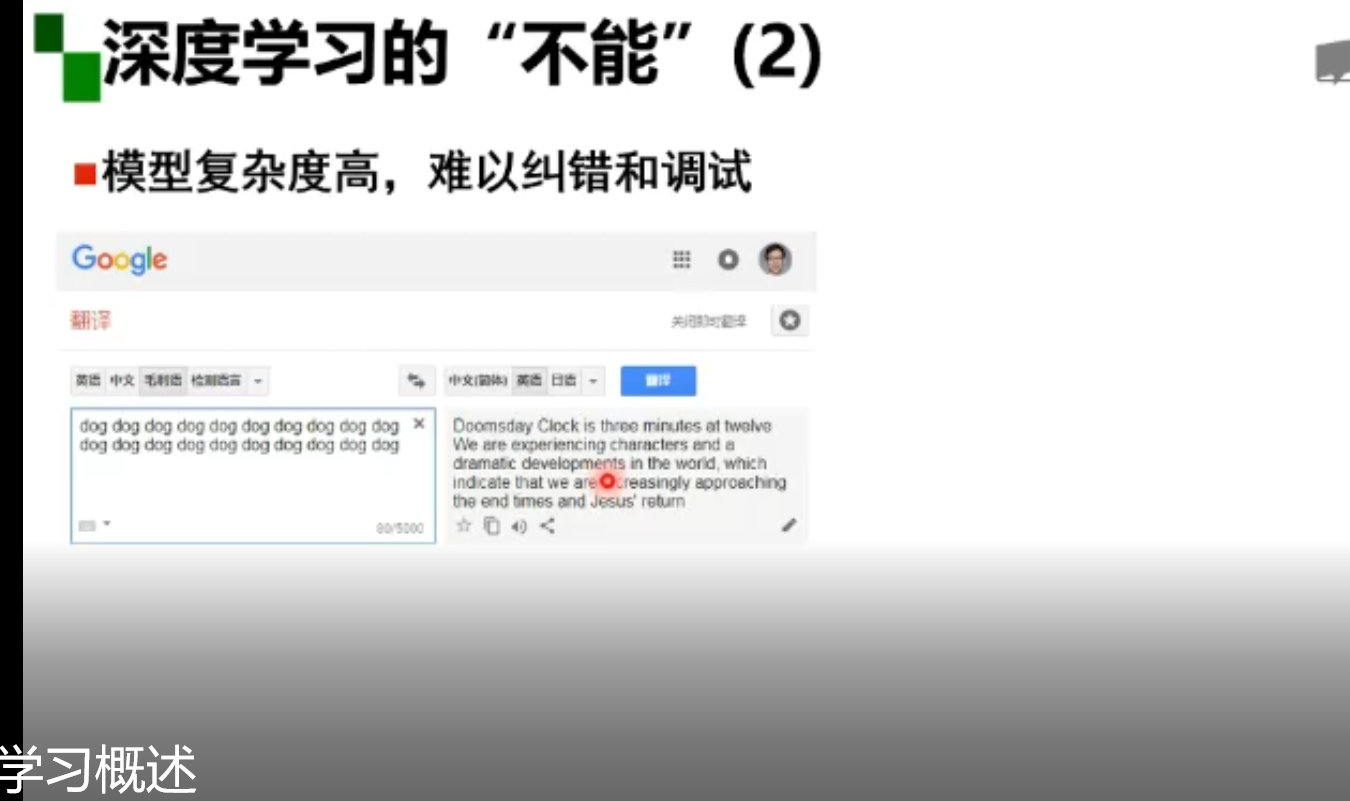 深度学习的“不能”(2)
模型复杂度高，难以纠错和调试
Google
翻译
关闭即时翻译
英语 中文 毛利语 检测语言 中文(简体) 英语 日语 翻译
dog dog dog dog dog dog dog dog dog dog
dog dog dog dog dog dog dog dog dog dog
80/5000
Doomsday Clock is three minutes at twelve
We are experiencing characters and a
dramatic developments in the world, which
indicate that we are increasingly approaching
the end times and Jesus' return
学习概述